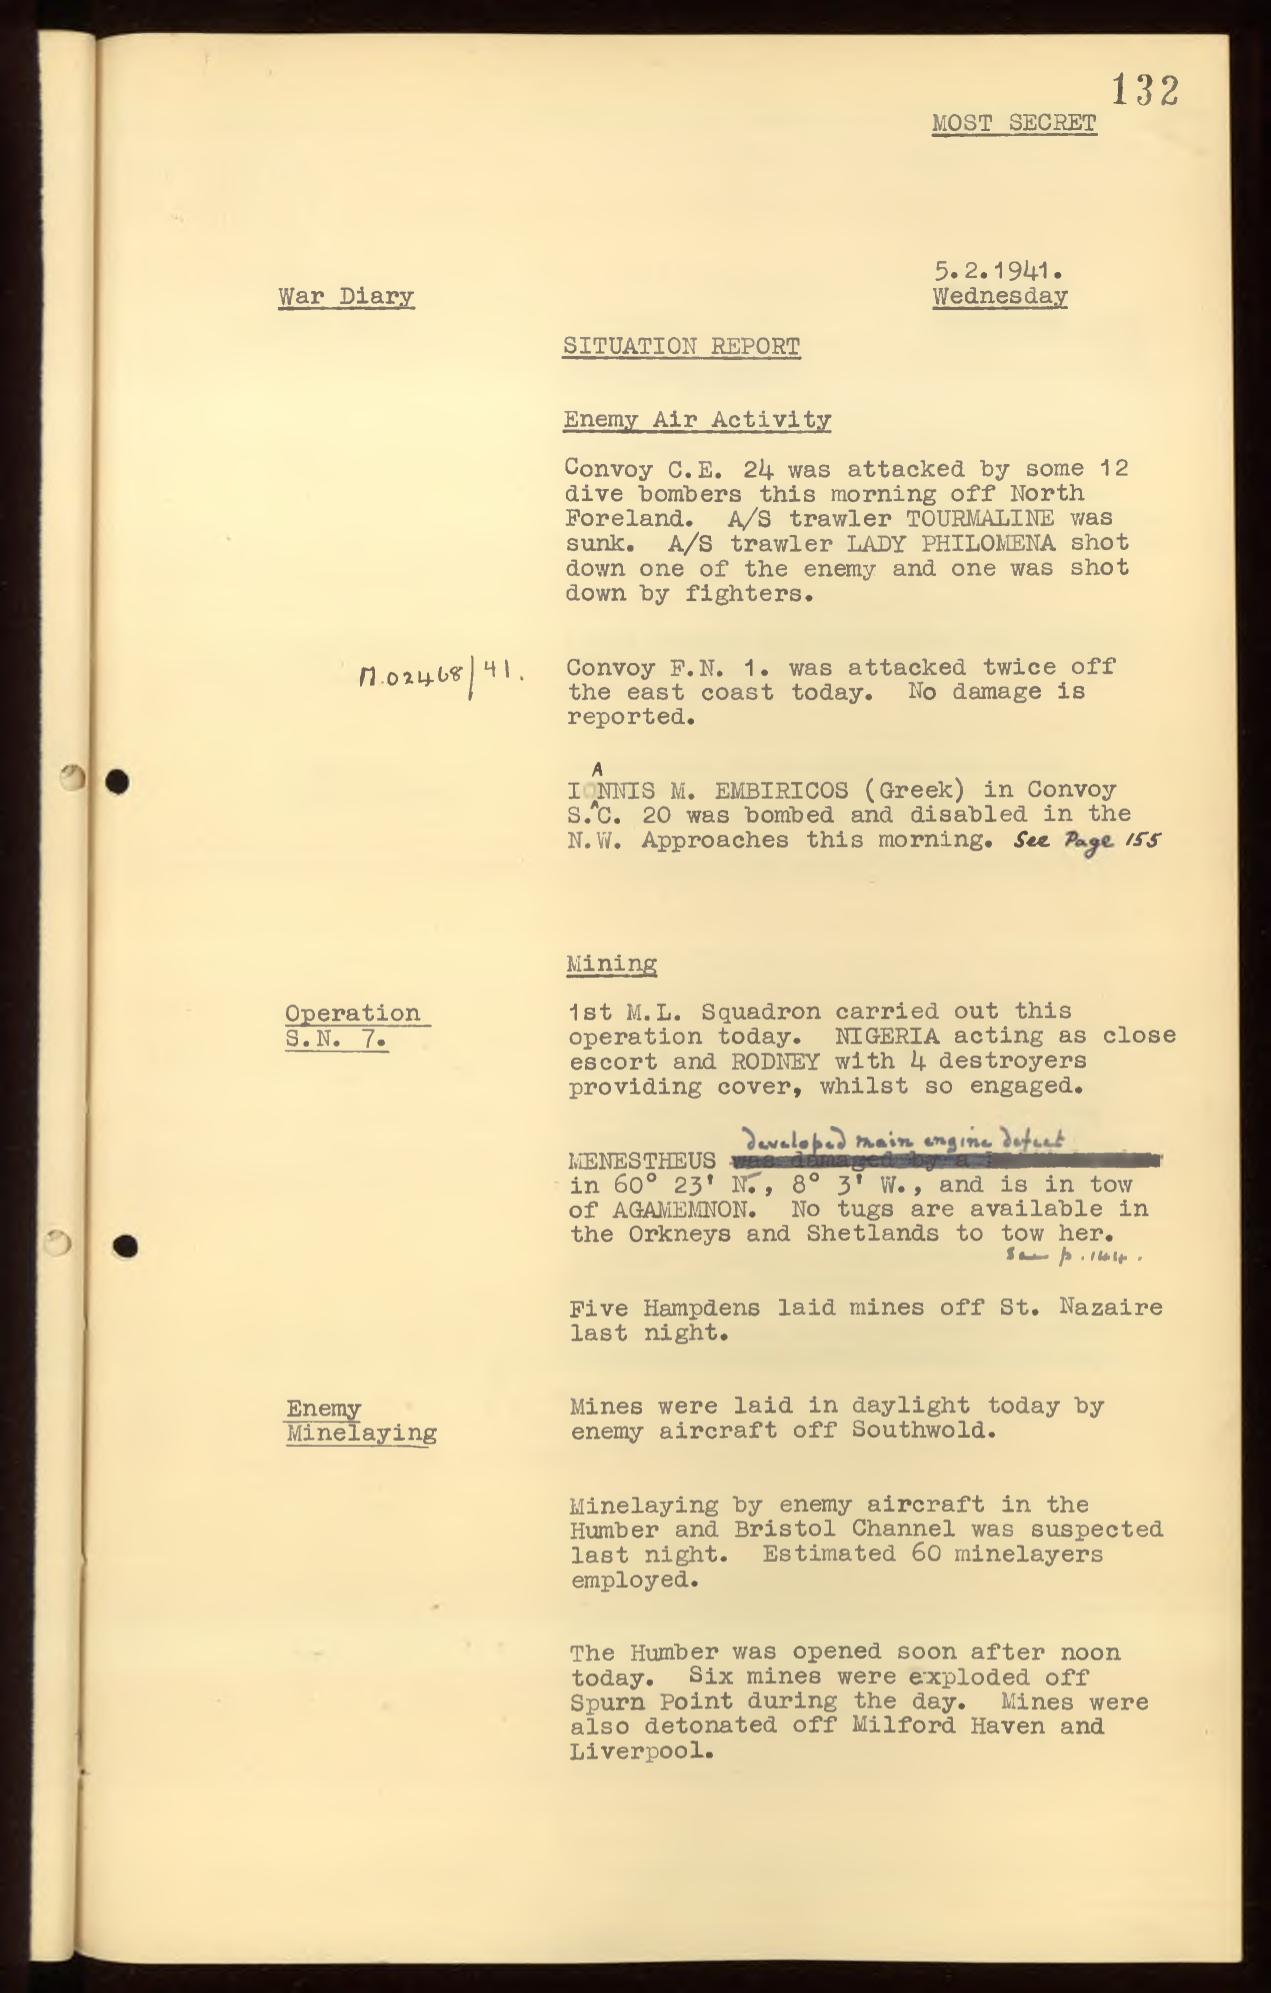 132
MOST SECRET
5.2.1941.
War Diary
Wednesday
SITUATION REPORT
Enemy Air Activity
Convoy C.E. 24 was attacked by some 12
dive bombers this morning off North
Foreland. A/S trawler TOURMALINE was
sunk. A/S trawler LADY PHILOMENA shot
down one of the enemy and one was shot
down by fighters.
M.02468/41.
Convoy F.N. 1. was attacked twice off
the east coast today. No damage is
reported.
A
I NNIS M. EMBIRICOS (Greek) in Convoy
S.C. 20 was bombed and disabled in the
N.W. Approaches this morning. See Page 155
Mining
Operation
S.N. 7.
1st M.L. Squadron carried out this
operation today. NIGERIA acting as close
escort and RODNEY with 4 destroyers
providing cover, whilst so engaged.
developed main engine defect
MENESTHEUS was damaged by a
in 60° 23' N., 8° 3' W., and is in tow
of AGAMEMNON. No tugs are available in
the Orkneys and Shetlands to tow her.
See p. 144.
Five Hampdens laid mines off St. Nazaire
last night.
Enemy
Minelaying
Mines were laid in daylight today by
enemy aircraft off Southwold.
Minelaying by enemy aircraft in the
Humber and Bristol Channel was suspected
last night. Estimated 60 minelayers
employed.
The Humber was opened soon after noon
today. Six mines were exploded off
Spurn Point during the day. Mines were
also detonated off Milford Haven and
Liverpool.